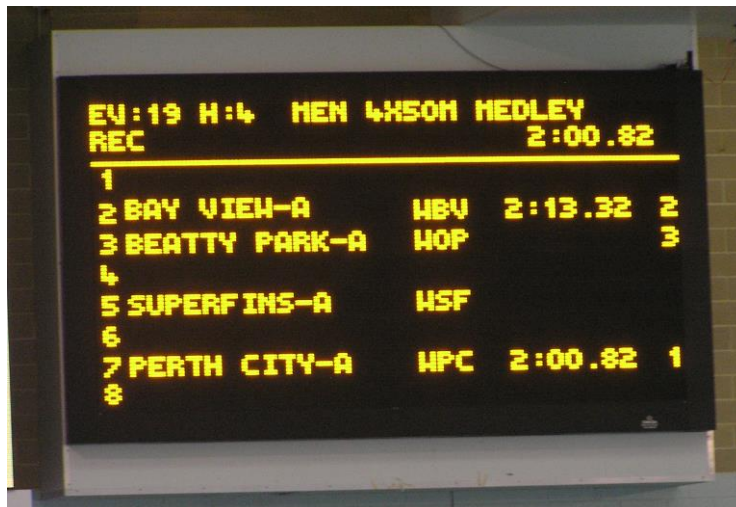 EV:19 H:4 MEN 4X50M MEDLEY
REC 2:00.82
1
2 BAY VIEW-A WBV 2:13.32 2
3 BEATTY PARK-A WOP 3
4
5 SUPERFINS-A WSF
6
7 PERTH CITY-A WPC 2:00.82 1
8